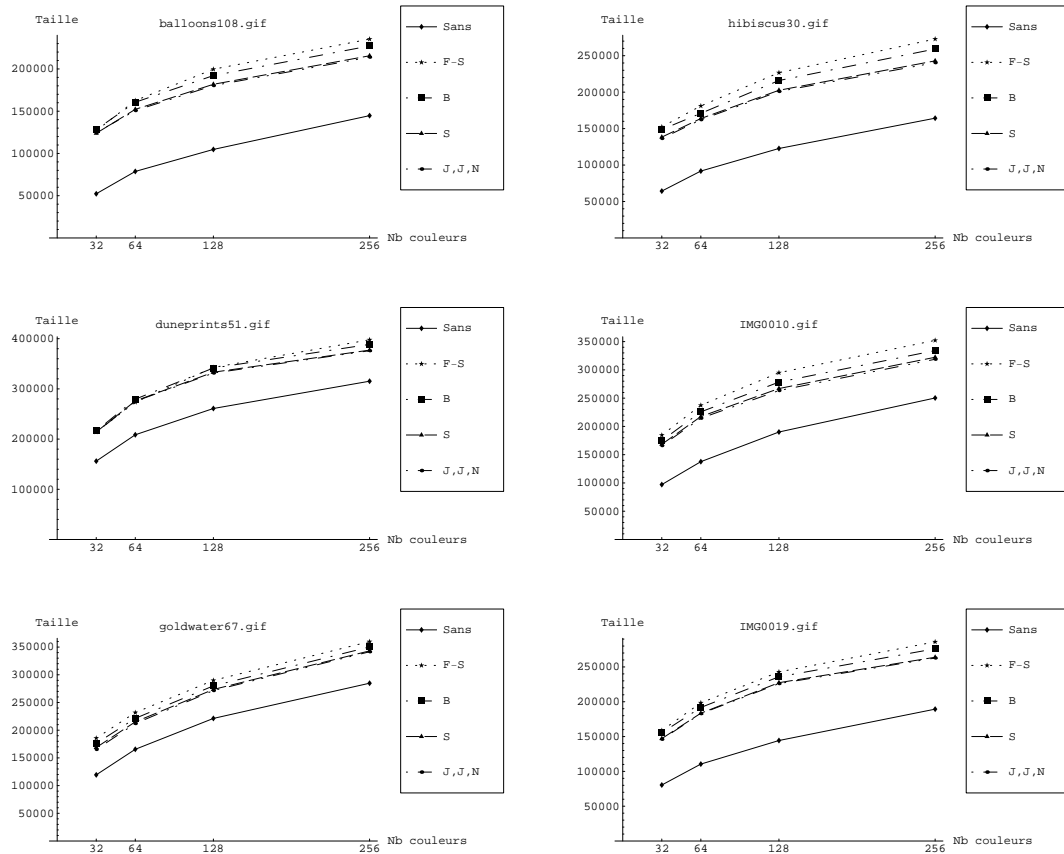 Taille
balloons108.gif
200000
150000
100000
50000
32 64 128 256 Nb couleurs
Sans
F-S
B
S
J,J,N
Taille
hibiscus30.gif
250000
200000
150000
100000
50000
32 64 128 256 Nb couleurs
Sans
F-S
B
S
J,J,N
Taille
duneprints51.gif
400000
300000
200000
100000
32 64 128 256 Nb couleurs
Sans
F-S
B
S
J,J,N
Taille
IMG0010.gif
350000
300000
250000
200000
150000
100000
50000
32 64 128 256 Nb couleurs
Sans
F-S
B
S
J,J,N
Taille
goldwater67.gif
350000
300000
250000
200000
150000
100000
50000
32 64 128 256 Nb couleurs
Sans
F-S
B
S
J,J,N
Taille
IMG0019.gif
250000
200000
150000
100000
50000
32 64 128 256 Nb couleurs
Sans
F-S
B
S
J,J,N